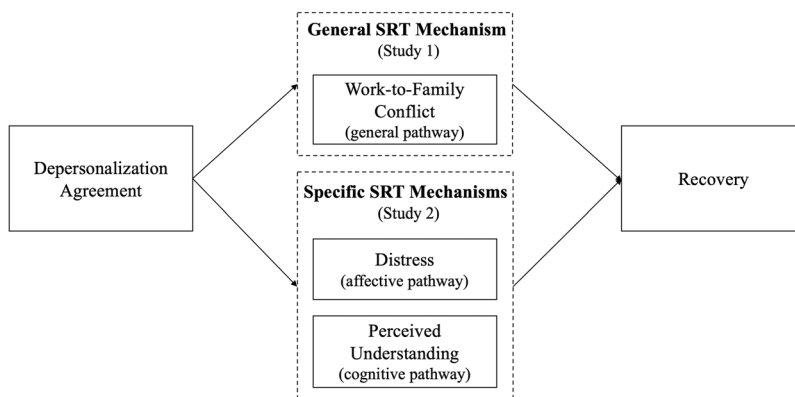 General SRT Mechanism
(Study 1)
Work-to-Family
Conflict
(general pathway)
Depersonalization
Agreement
Recovery
Specific SRT Mechanisms
(Study 2)
Distress
(affective pathway)
Perceived
Understanding
(cognitive pathway)